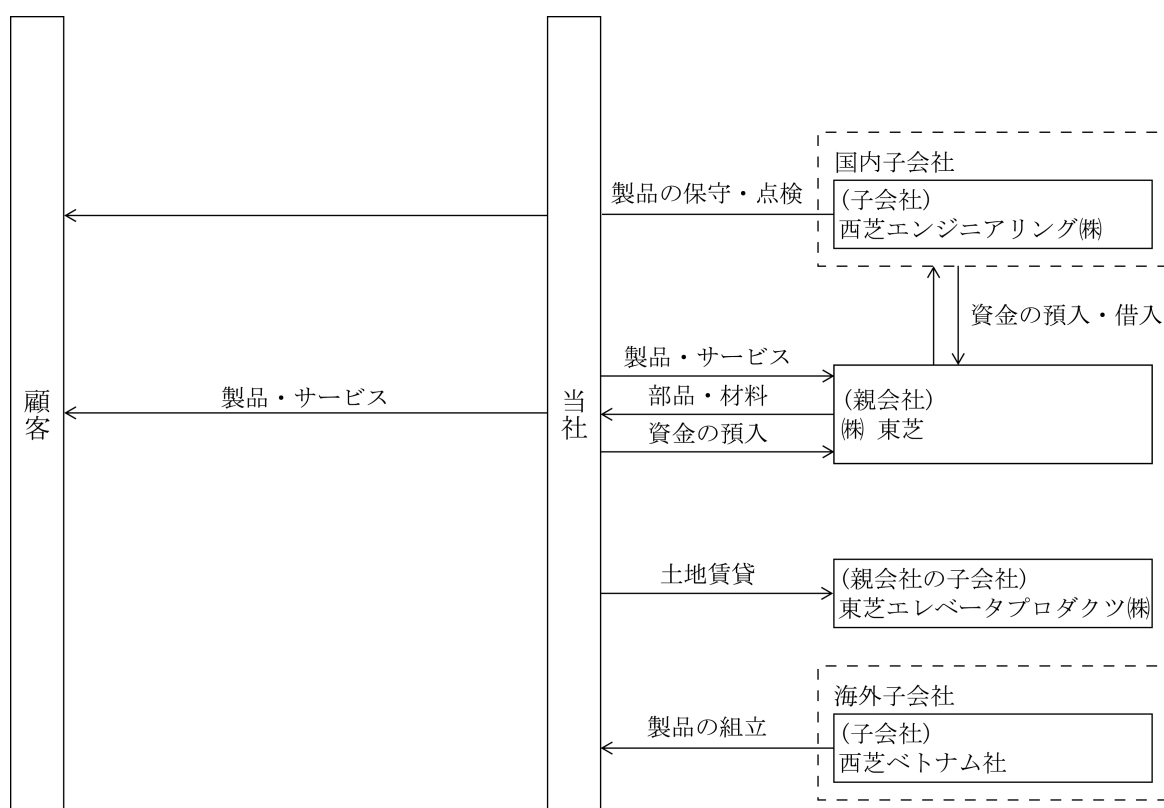 国内子会社
製品の保守・点検
(子会社)
西芝エンジニアリング㈱
資金の預入・借入
製品・サービス
部品・材料
資金の預入
(親会社)
㈱ 東芝
顧客
製品・サービス
当社
土地賃貸
(親会社の子会社)
東芝エレベータプロダクツ㈱
海外子会社
製品の組立
(子会社)
西芝ベトナム社